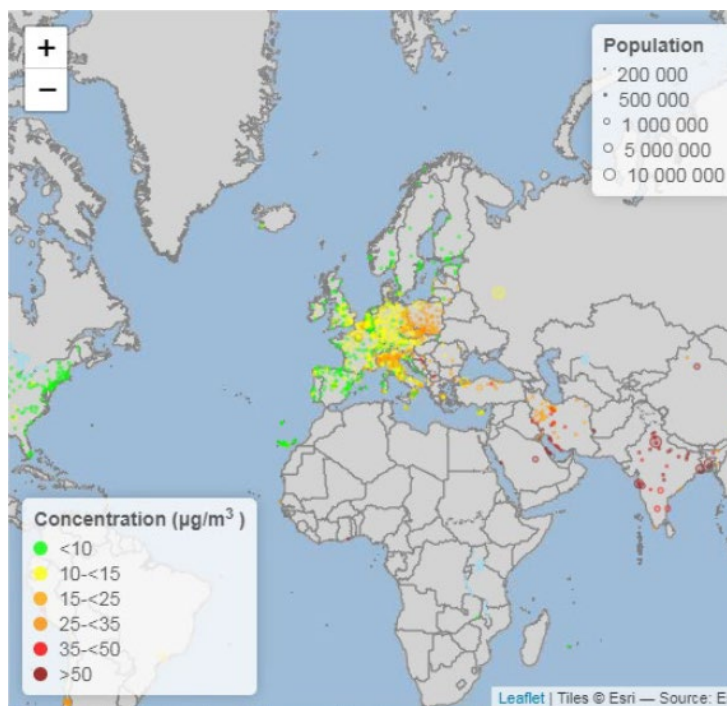 +
−
Population
200 000
500 000
1 000 000
5 000 000
10 000 000
Concentration (µg/m³ )
<10
10-<15
15-<25
25-<35
35-<50
>50
Leaflet | Tiles © Esri — Source: E